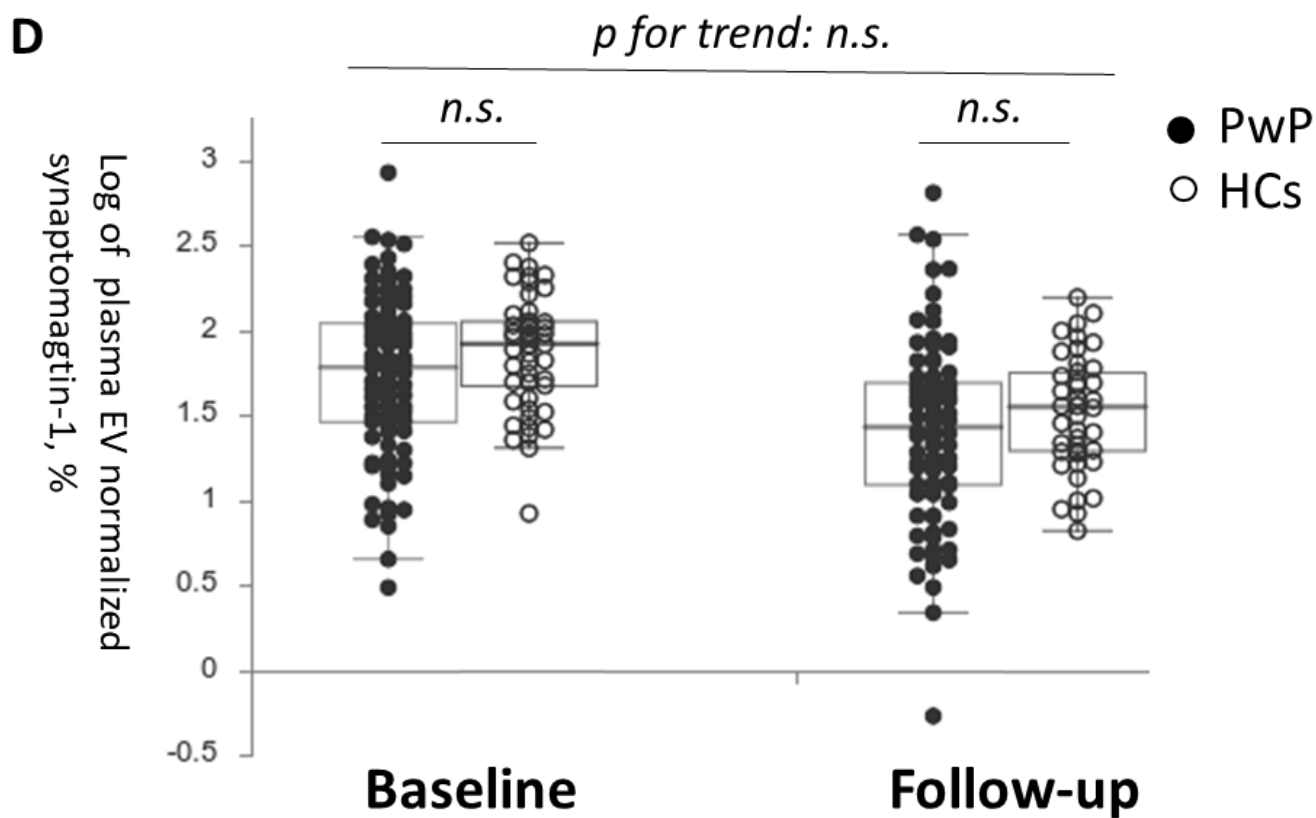 D
p for trend: n.s.
n.s.
n.s.
PwP
HCs
Log of plasma EV normalized
synaptomagtin-1, %
3
2.5
2
1.5
1
0.5
0
-0.5
Baseline
Follow-up